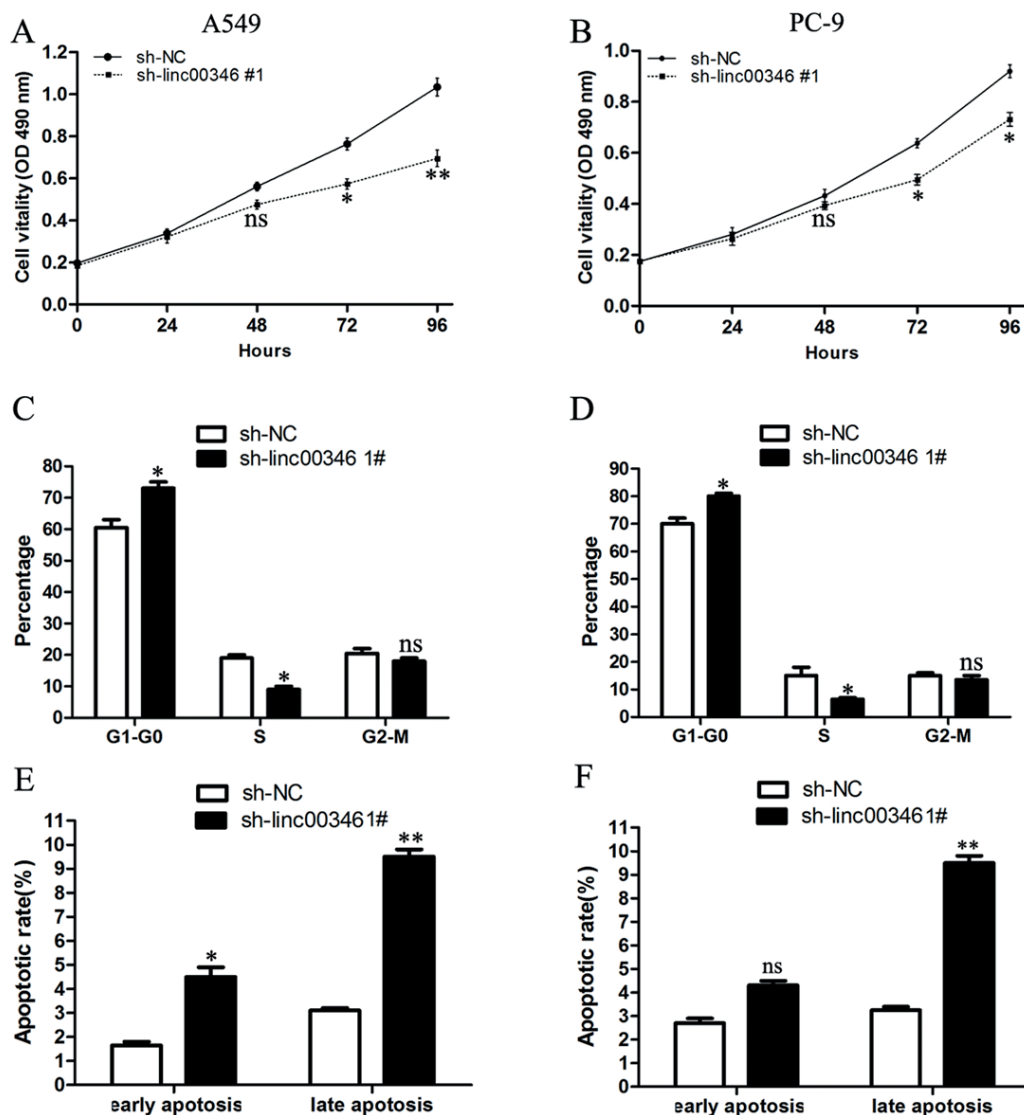 A
A549
sh-NC
sh-linc00346 #1
Cell vitality (OD 490 nm)
1.2
1.0
0.8
0.6
0.4
0.2
0.0
ns
*
**
0 24 48 72 96
Hours
B
PC-9
sh-NC
sh-linc00346 #1
Cell vitality (OD 490 nm)
1.0
0.8
0.6
0.4
0.2
0.0
ns
*
*
0 24 48 72 96
Hours
C
sh-NC
sh-linc00346 1#
Percentage
80
70
60
50
40
30
20
10
0
*
*
ns
G1-G0 S G2-M
D
sh-NC
sh-linc00346 1#
Percentage
90
80
70
60
50
40
30
20
10
0
*
*
ns
G1-G0 S G2-M
E
sh-NC
sh-linc003461#
Apoptotic rate(%)
11
10
9
8
7
6
5
4
3
2
1
0
*
**
early apotosis late apotosis
F
sh-NC
sh-linc003461#
Apoptotic rate(%)
11
10
9
8
7
6
5
4
3
2
1
0
ns
**
early apotosis late apotosis